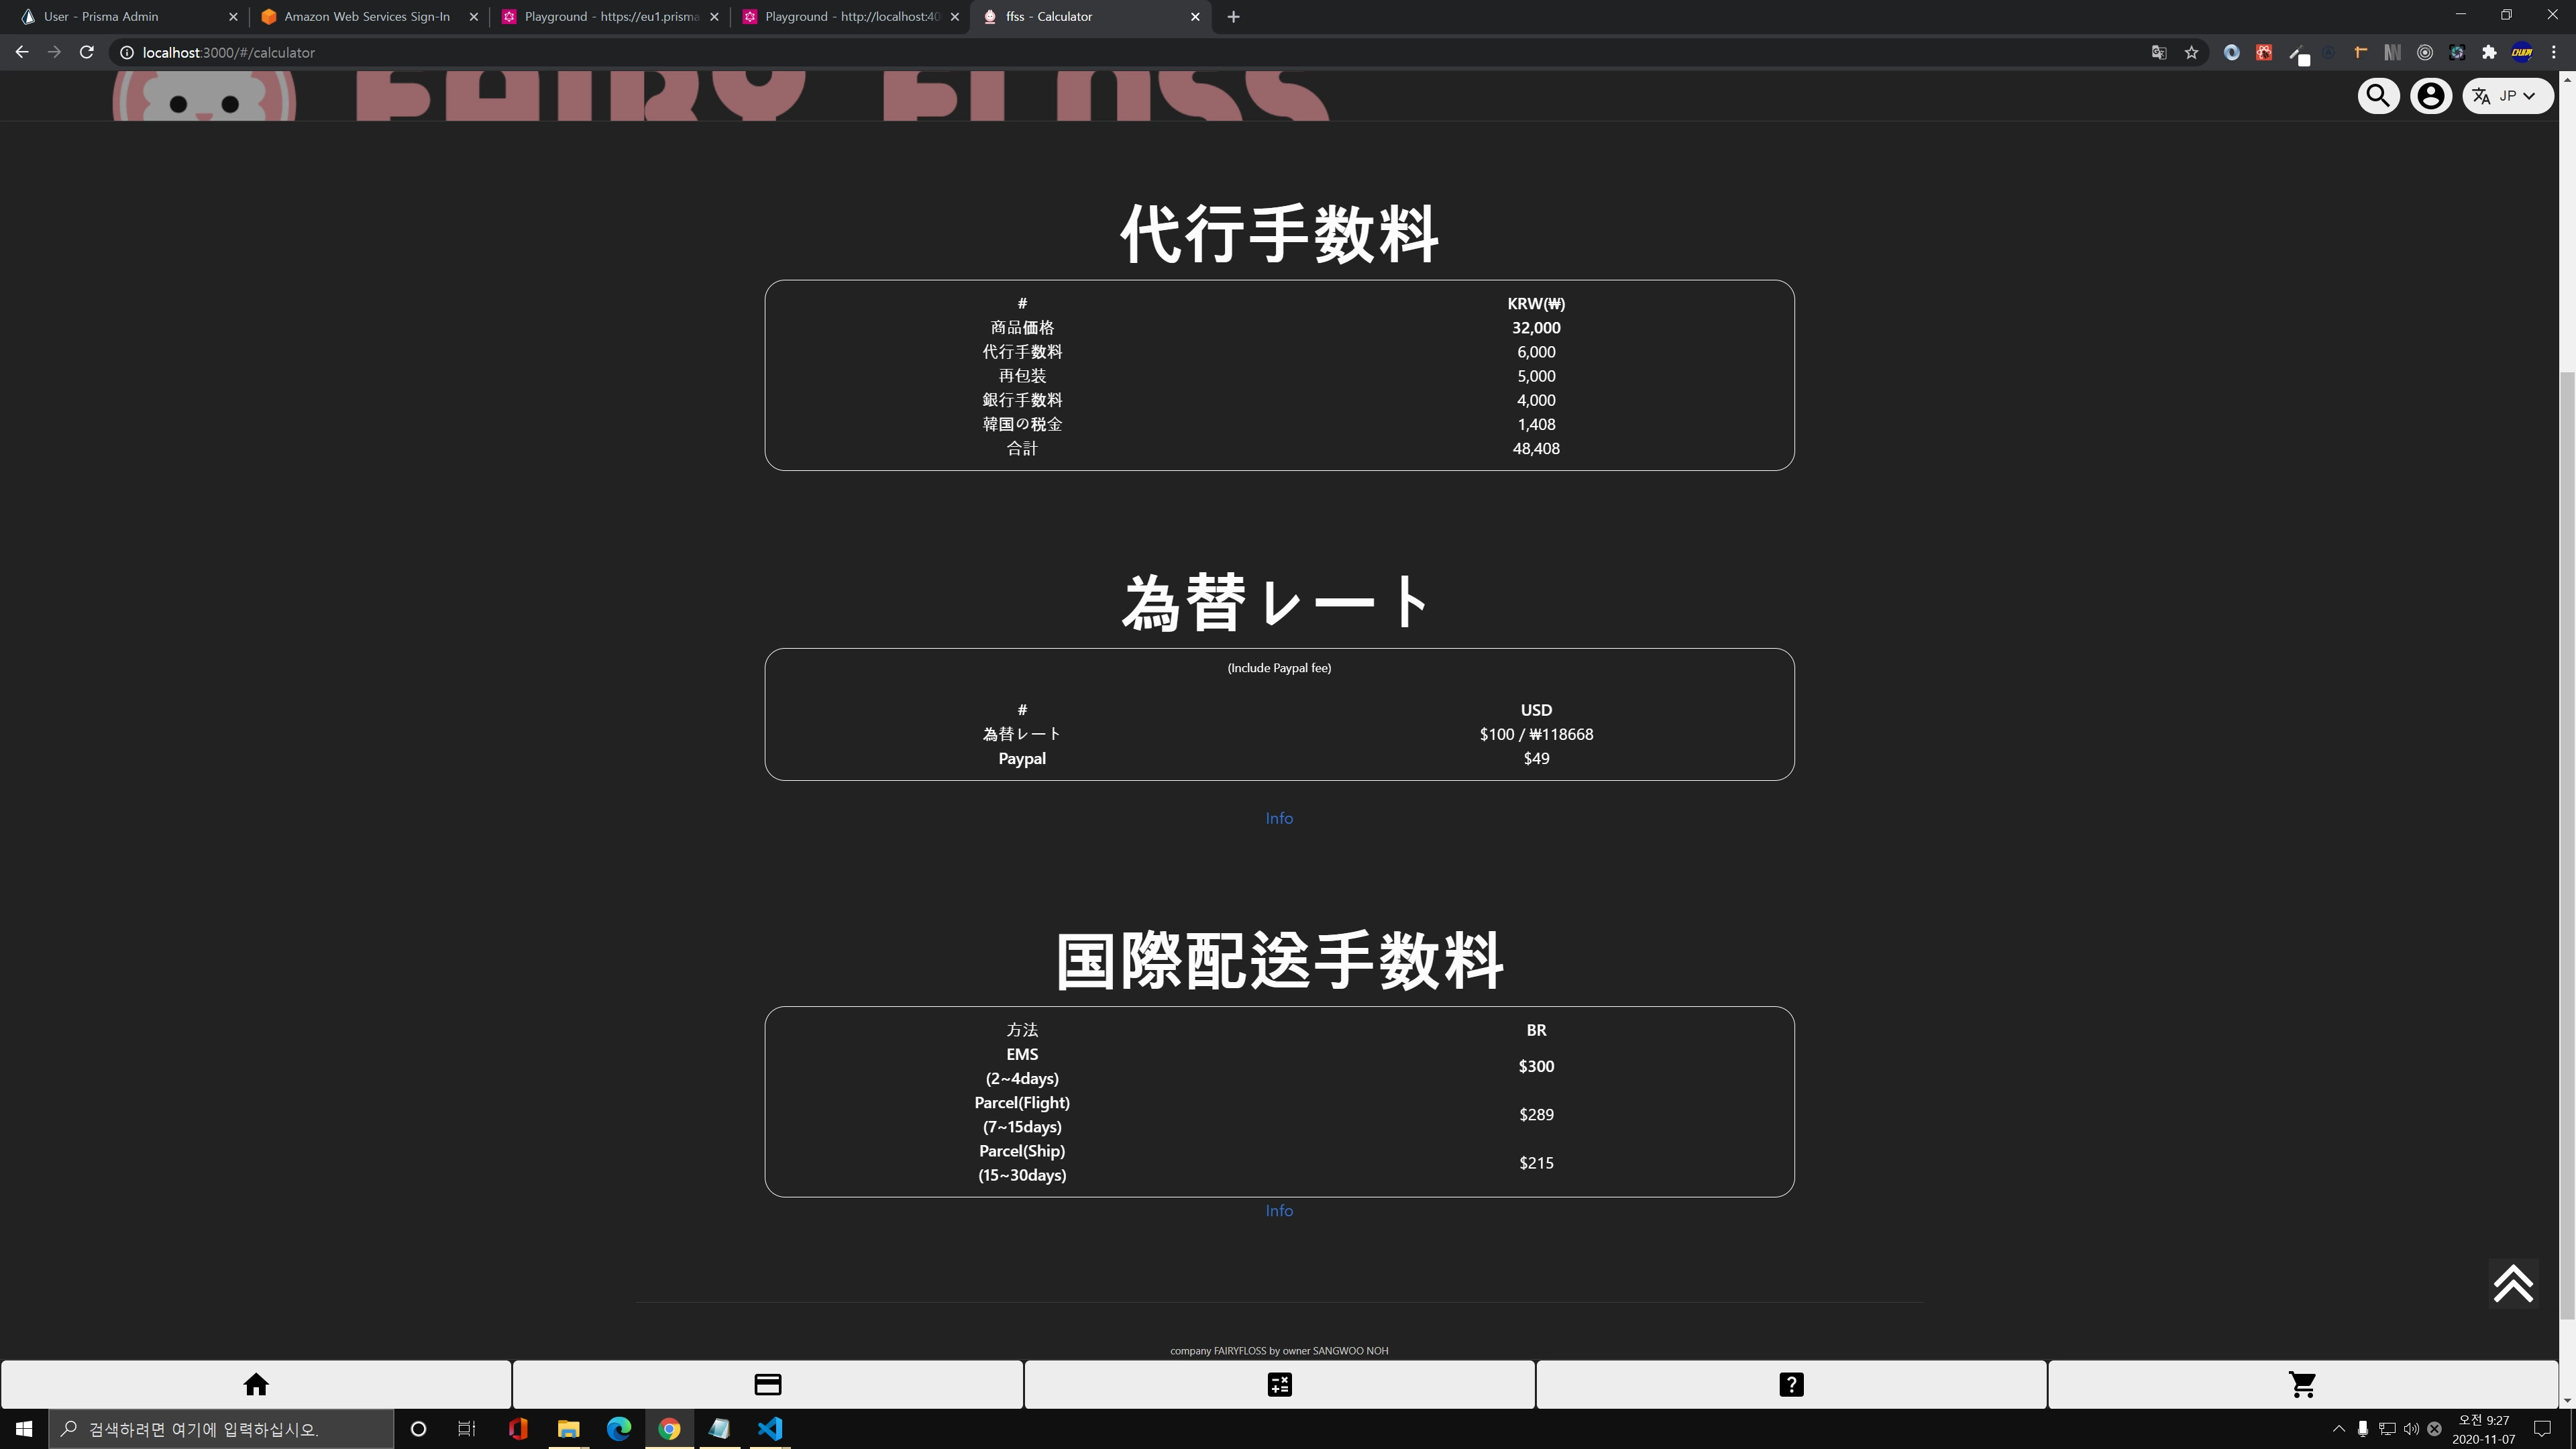 User - Prisma Admin
Amazon Web Services Sign-In
Playground - https://eu1.prisma
Playground - http://localhost:40
ffss - Calculator
localhost:3000/#/calculator
FAIRY FLOSS
JP
代行手数料
# KRW(₩)
商品価格 32,000
代行手数料 6,000
再包装 5,000
銀行手数料 4,000
韓国の税金 1,408
合計 48,408
為替レート
(Include Paypal fee)
# USD
為替レート $100 / ₩118668
Paypal $49
Info
国際配送手数料
方法 BR
EMS
(2~4days) $300
Parcel(Flight)
(7~15days) $289
Parcel(Ship)
(15~30days) $215
Info
company FAIRYFLOSS by owner SANGWOO NOH
검색하려면 여기에 입력하십시오.
오전 9:27
2020-11-07